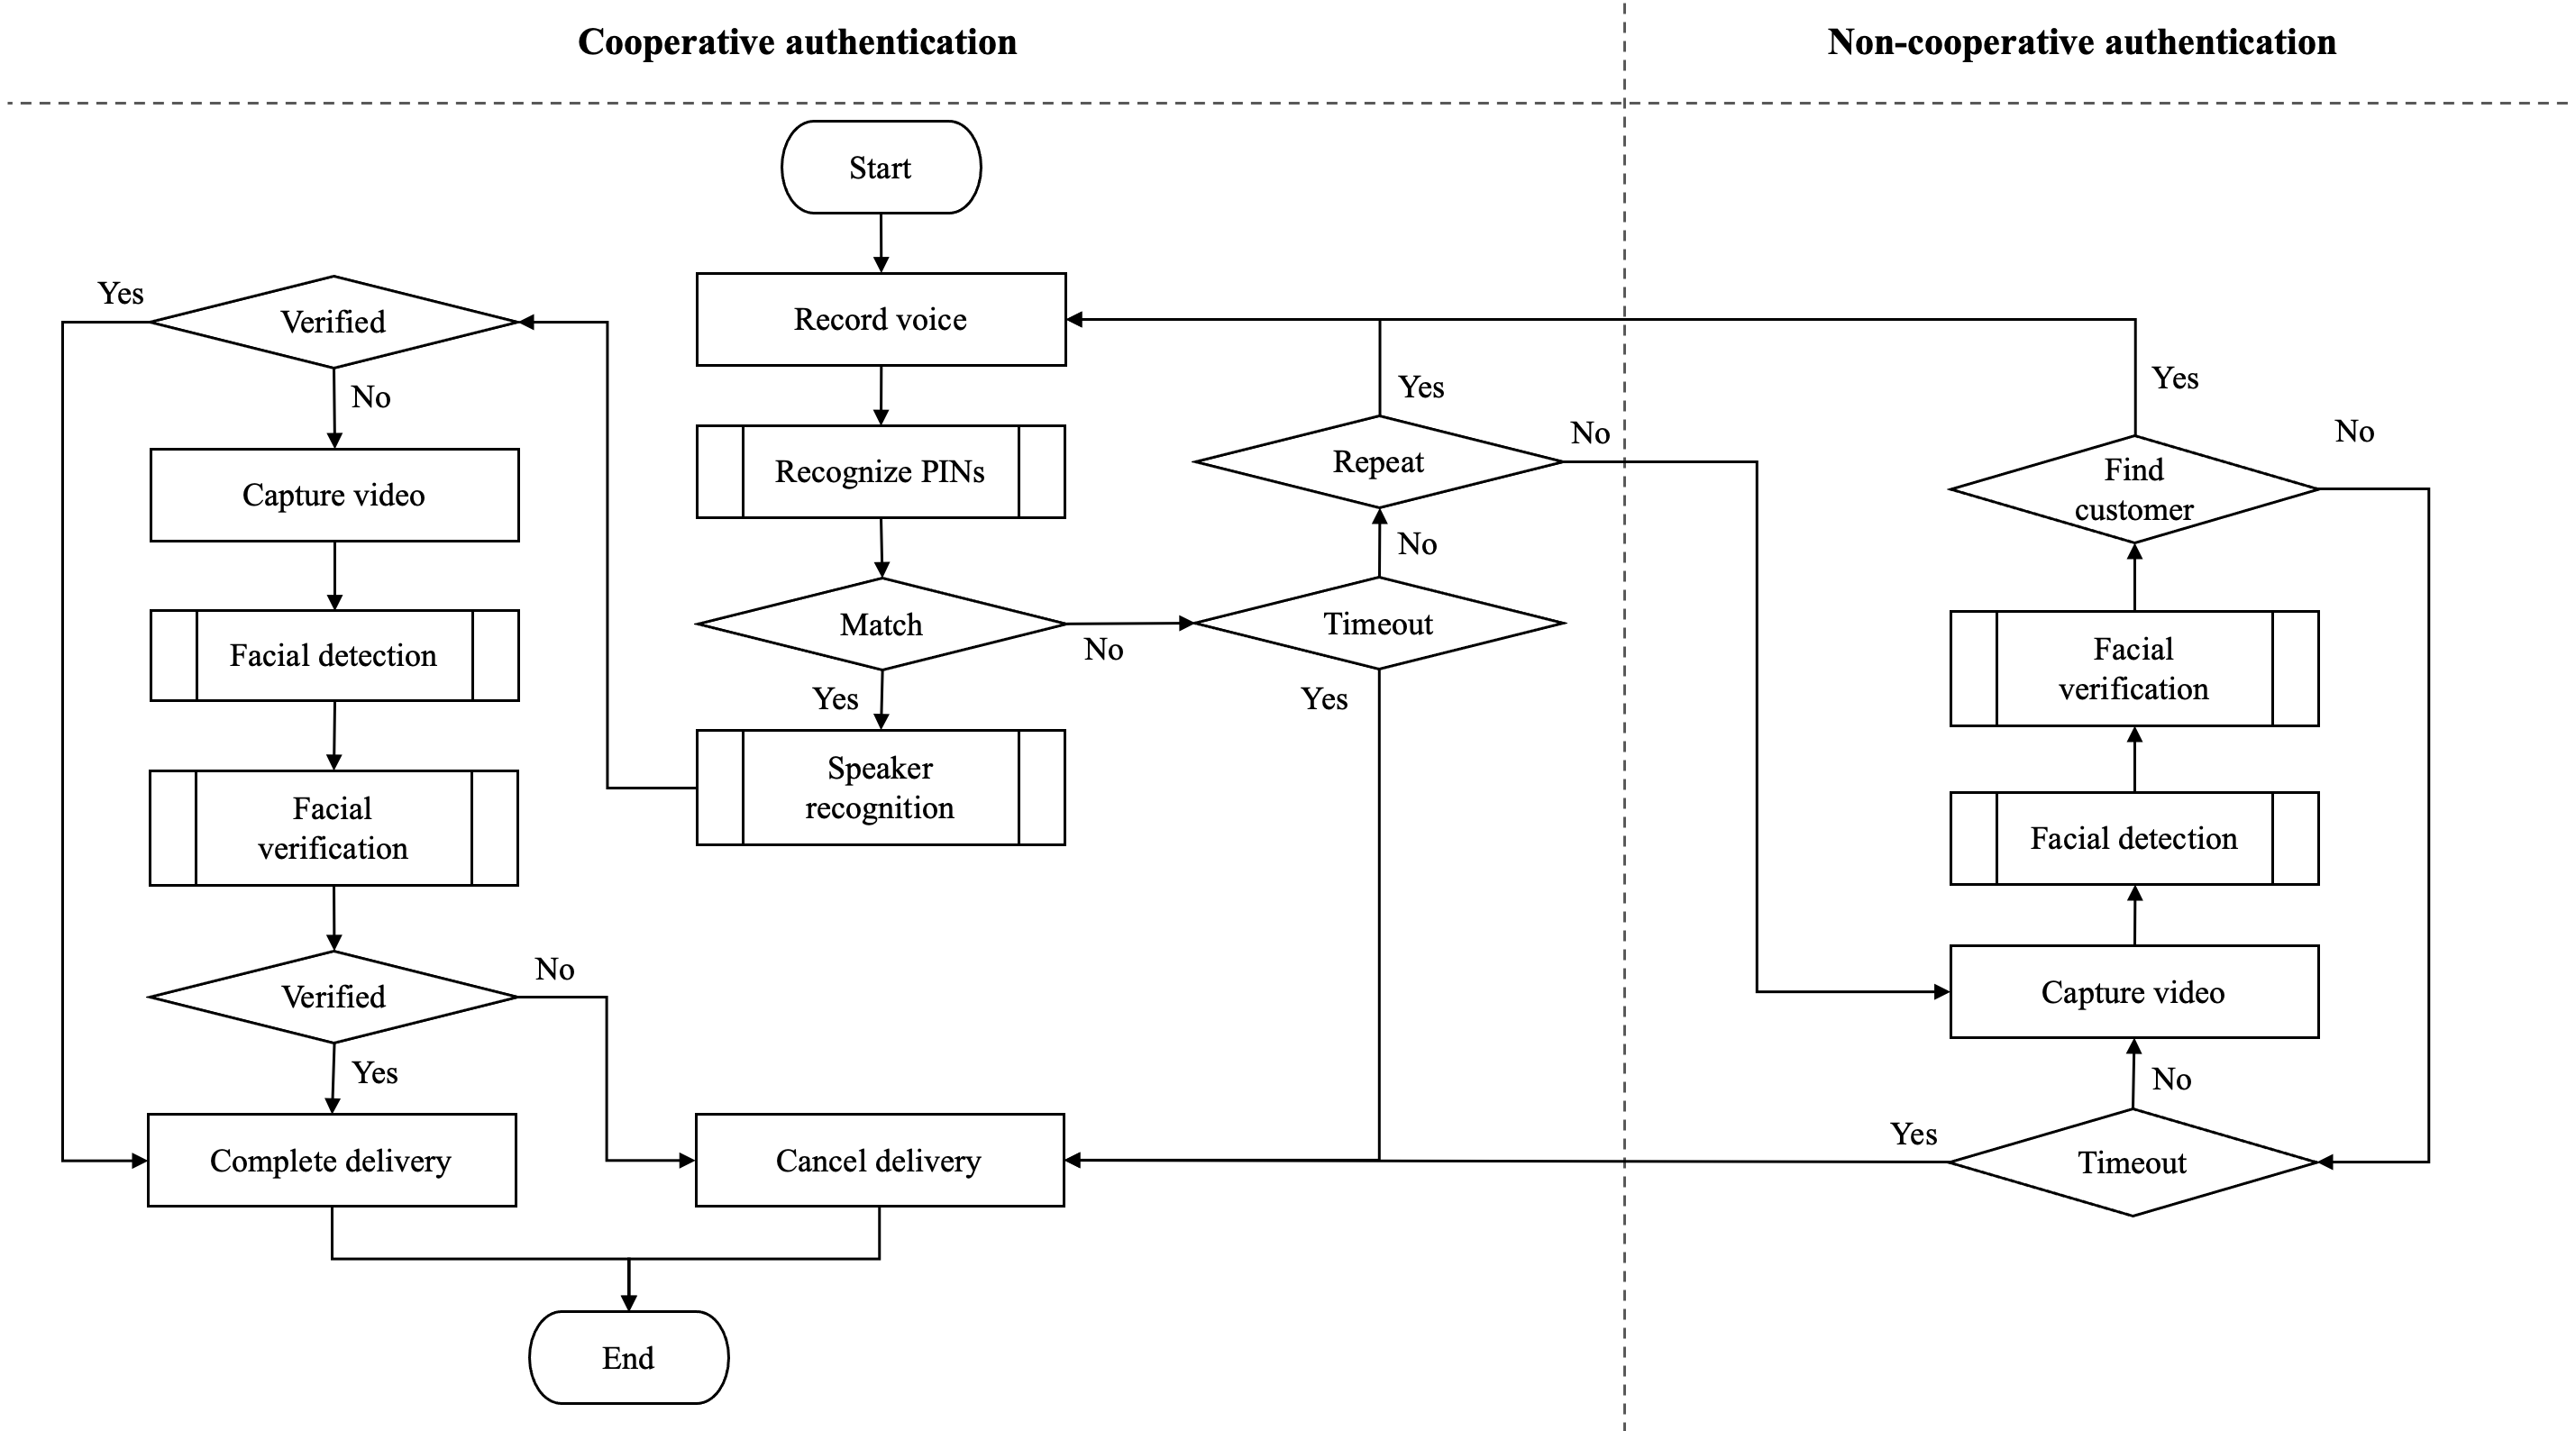 Cooperative authentication
Non-cooperative authentication
Start
Record voice
Recognize PINs
Match
Yes
No
Speaker
recognition
Timeout
No
Yes
Repeat
Yes
No
Verified
Yes
No
Capture video
Facial detection
Facial
verification
Verified
No
Yes
Complete delivery
Cancel delivery
End
Find
customer
Yes
No
Facial
verification
Facial detection
Capture video
No
Timeout
Yes